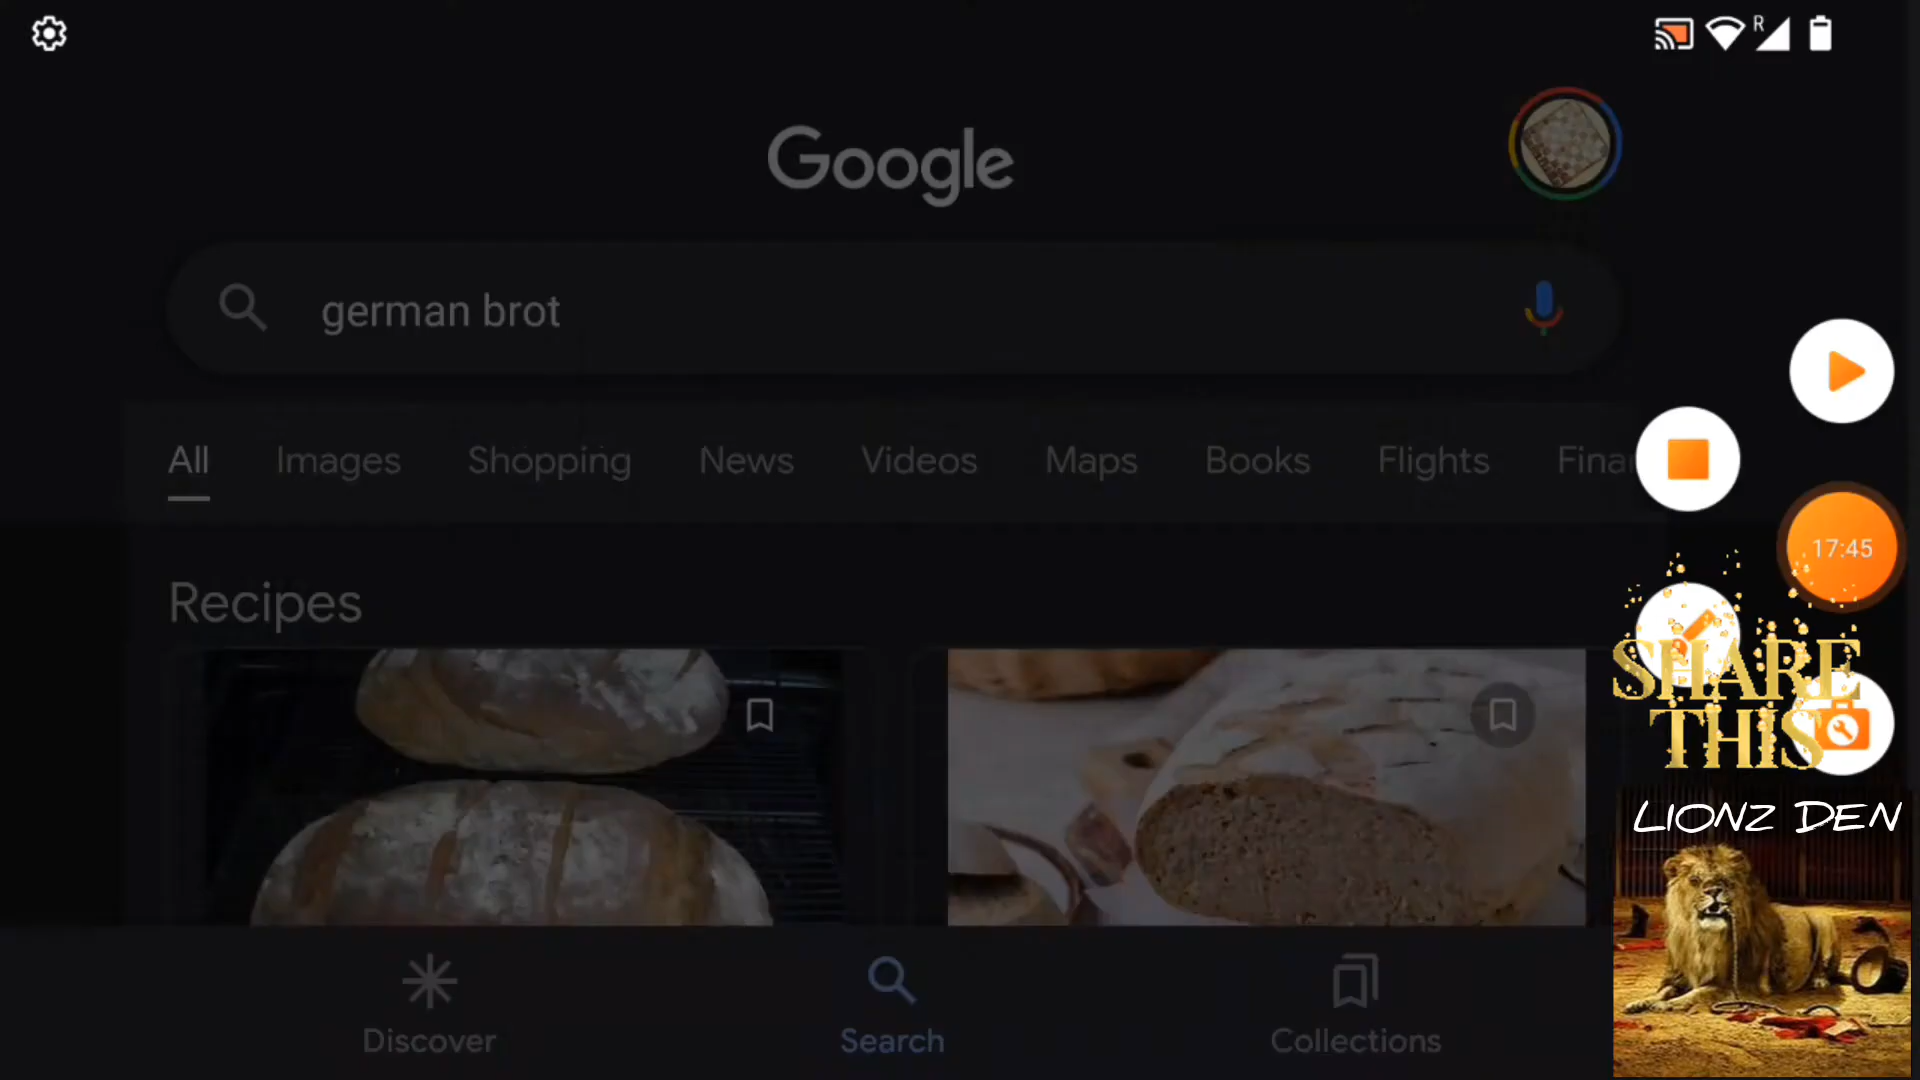 R
Google
german brot
All Images Shopping News Videos Maps Books Flights Finan
Recipes
17:45
SHARE
THIS
LIONZ DEN
Discover Search Collections